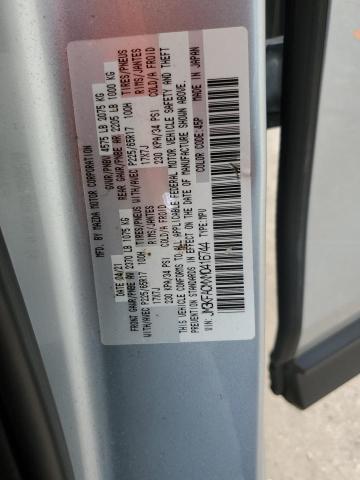 MFD. BY MAZDA MOTOR CORPORATION
DATE 04/21 GVWR/PNBV 4575 LB 2075 KG
FRONT GAWR/PNBE AR 2370 LB 1075 KG REAR GAWR/PNBE AR 2205 LB 1000 KG
WITH/AVEC P225/65R17 100H TIRES/PNEUS WITH/AVEC P225/65R17 100H TIRES/PNEUS
17X7J RIMS/JANTES 17X7J RIMS/JANTES
230 KPA/34 PSI COLD/A FROID 230 KPA/34 PSI COLD/A FROID
THIS VEHICLE CONFORMS TO ALL APPLICABLE FEDERAL MOTOR VEHICLE SAFETY AND THEFT
PREVENTION STANDARDS IN EFFECT ON THE DATE OF MANUFACTURE SHOWN ABOVE.
MADE IN JAPAN
VIN: TYPE: MPV
COLOR CODE: 45P